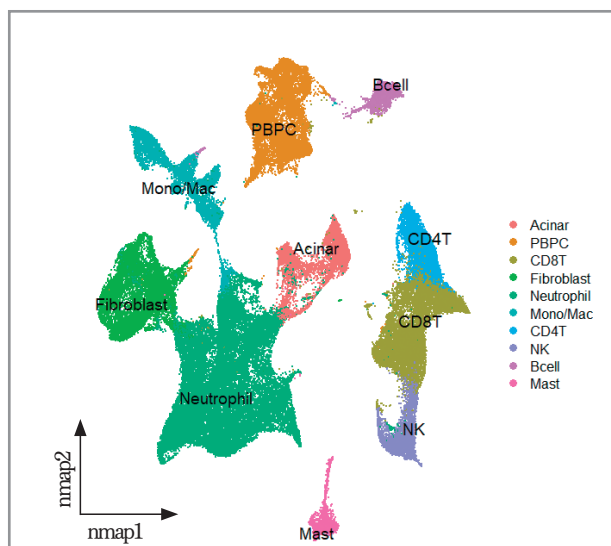 Bcell
PBPC
Mono/Mac
CD4T
Acinar
Fibroblast
CD8T
Neutrophil
NK
Mast
Acinar
PBPC
CD8T
Fibroblast
Neutrophil
Mono/Mac
CD4T
NK
Bcell
Mast
nmap2
nmap1